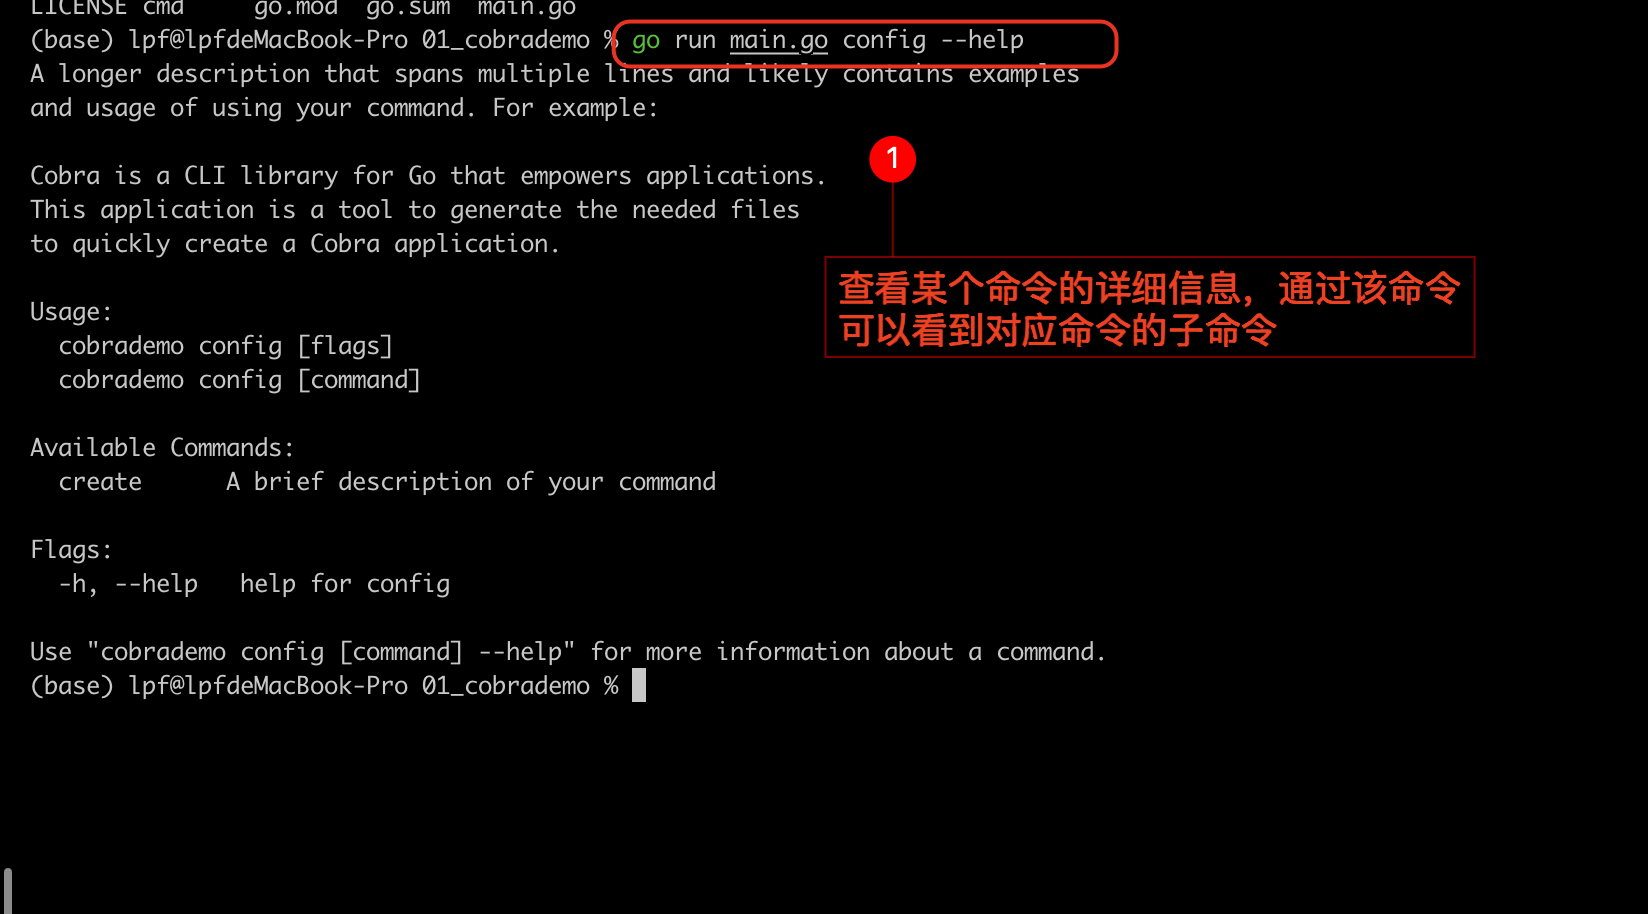 LICENSE cmd     go.mod  go.sum  main.go
(base) lpf@lpfdeMacBook-Pro 01_cobrademo % go run main.go config --help
A longer description that spans multiple lines and likely contains examples
and usage of using your command. For example:
1
Cobra is a CLI library for Go that empowers applications.
This application is a tool to generate the needed files
to quickly create a Cobra application.
查看某个命令的详细信息，通过该命令
可以看到对应命令的子命令
Usage:
  cobrademo config [flags]
  cobrademo config [command]
Available Commands:
  create      A brief description of your command
Flags:
  -h, --help   help for config
Use "cobrademo config [command] --help" for more information about a command.
(base) lpf@lpfdeMacBook-Pro 01_cobrademo %